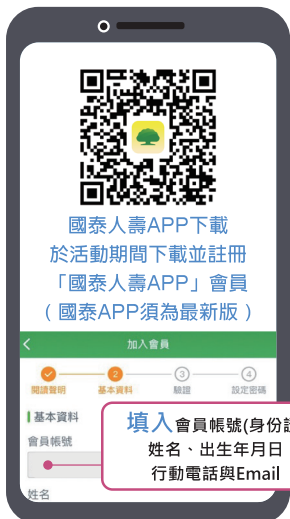 國泰人壽APP下載
於活動期間下載並註冊
「國泰人壽APP」會員
（國泰APP須為最新版）
加入會員
1 2 3 4
閱讀聲明 基本資料 驗證 設定密碼
基本資料
會員帳號
填入會員帳號(身份證
姓名、出生年月日
行動電話與Email
姓名